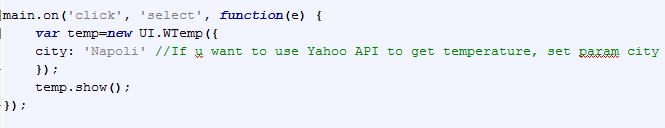 main.on('click', 'select', function(e) {
    var temp=new UI.WTemp({
    city: 'Napoli' //If u want to use Yahoo API to get temperature, set param city
    });
    temp.show();
});